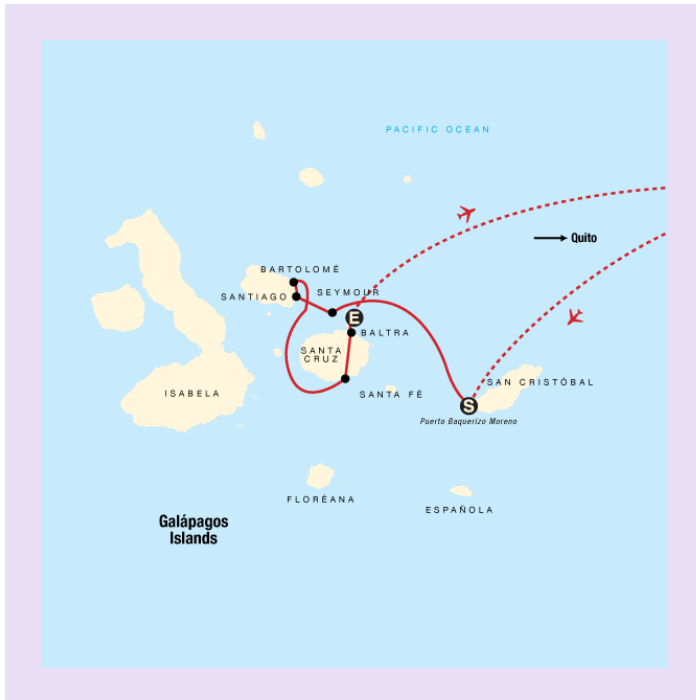 PACIFIC OCEAN
Quito
BARTOLOMÉ
SANTIAGO
SEYMOUR
E
BALTRA
SANTA
CRUZ
ISABELA
SANTA FÉ
SAN CRISTÓBAL
S
Puerto Baquerizo Moreno
FLORÉANA
ESPAÑOLA
Galápagos
Islands